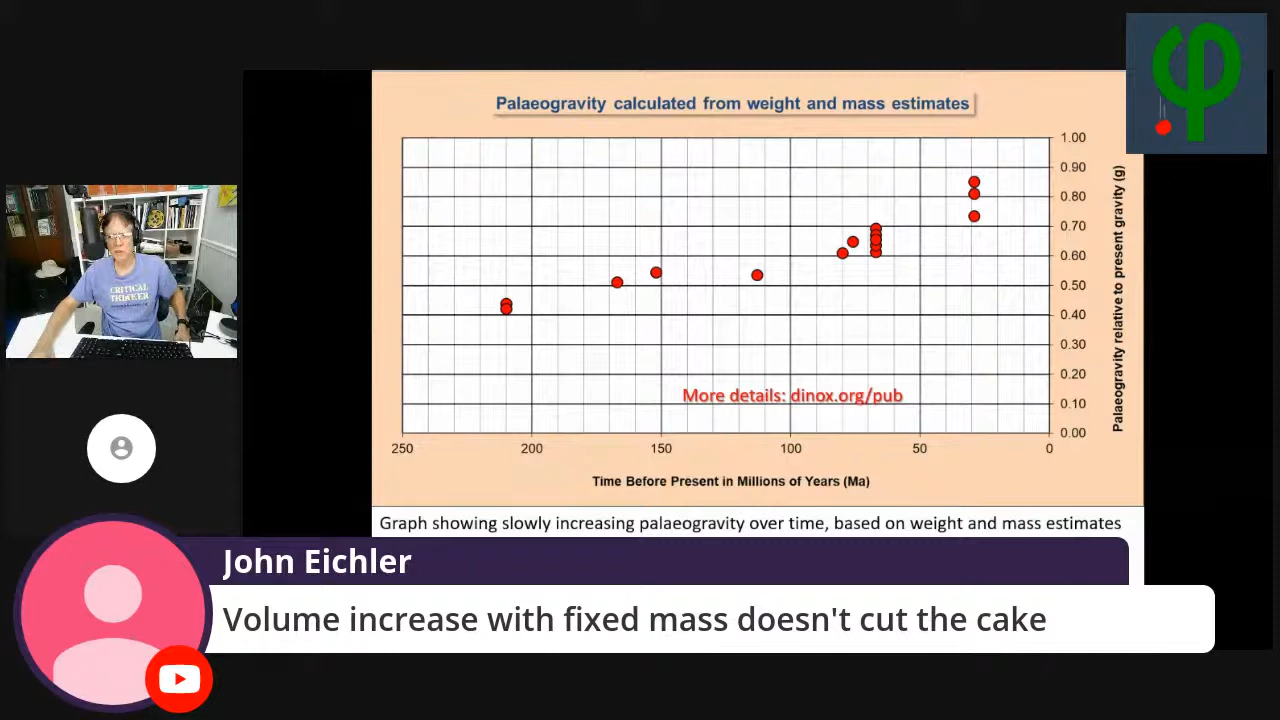 Palaeogravity calculated from weight and mass estimates
1.00
0.90
0.80
0.70
0.60
0.50
0.40
0.30
0.20
0.10
0.00
Palaeogravity relative to present gravity (g)
More details: dinox.org/pub
250
200
150
100
50
0
Time Before Present in Millions of Years (Ma)
Graph showing slowly increasing palaeogravity over time, based on weight and mass estimates
CRITICAL
THINKER
φ
John Eichler
Volume increase with fixed mass doesn't cut the cake